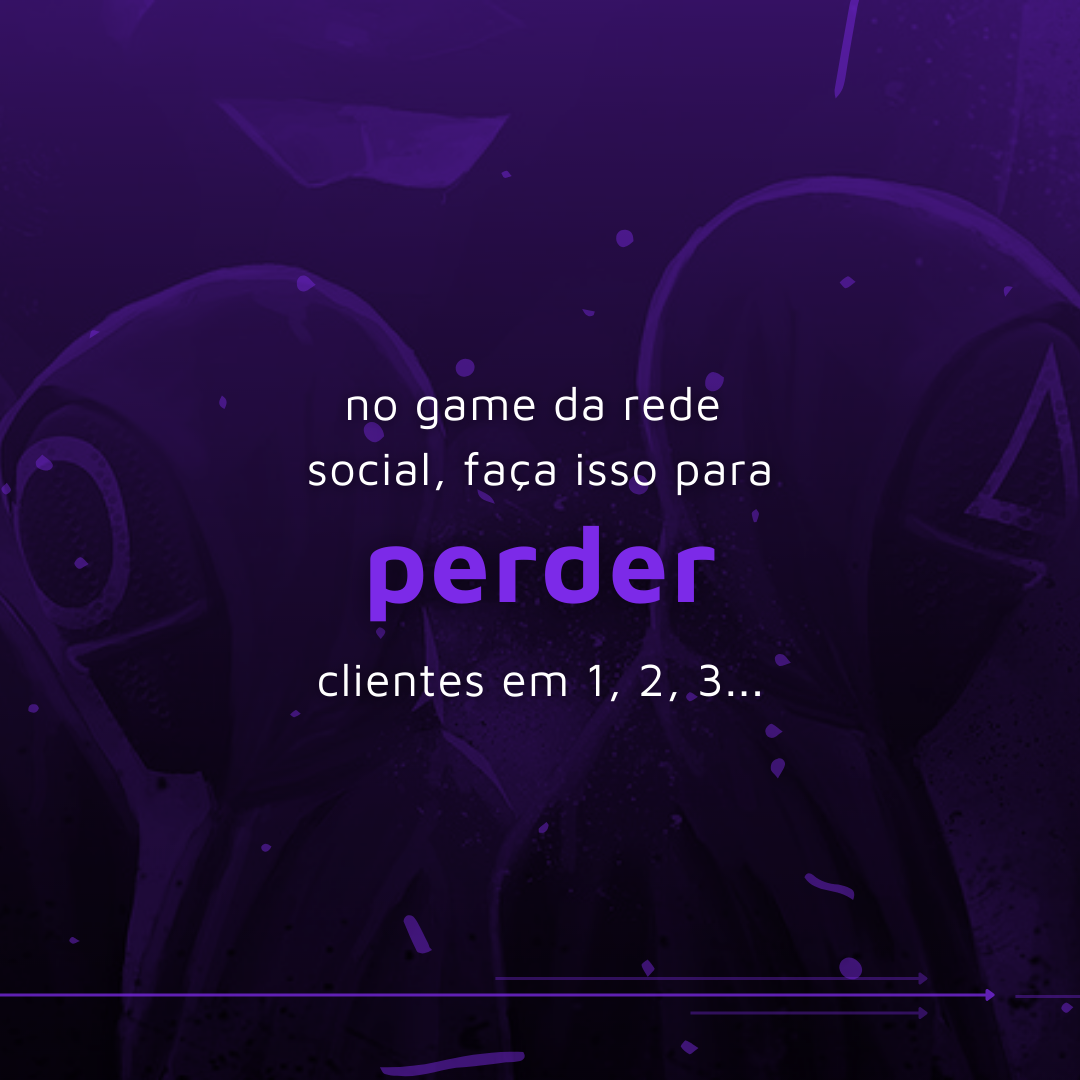 no game da rede
social, faça isso para
perder
clientes em 1, 2, 3...